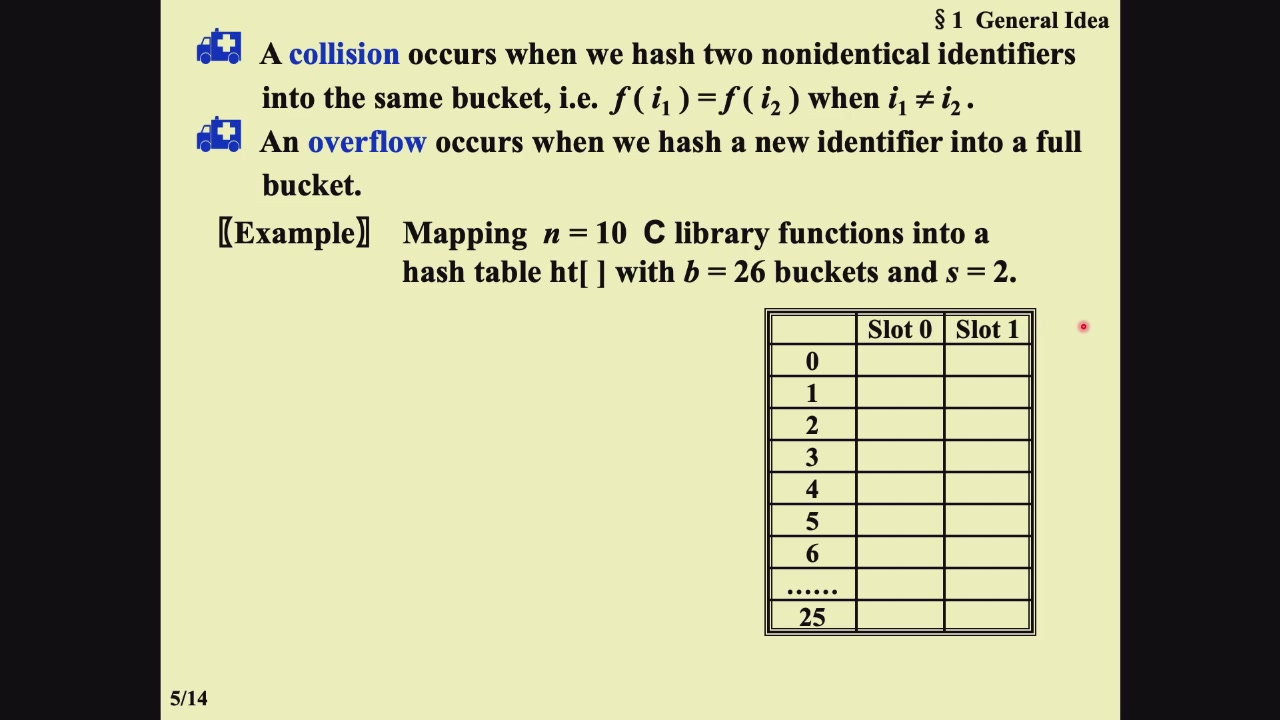 § 1 General Idea
A collision occurs when we hash two nonidentical identifiers
into the same bucket, i.e. f ( i₁ ) = f ( i₂ ) when i₁ ≠ i₂ .
An overflow occurs when we hash a new identifier into a full
bucket.
〖Example〗 Mapping n = 10 C library functions into a
hash table ht[ ] with b = 26 buckets and s = 2.
Slot 0 Slot 1
0
1
2
3
4
5
6
……
25
5/14